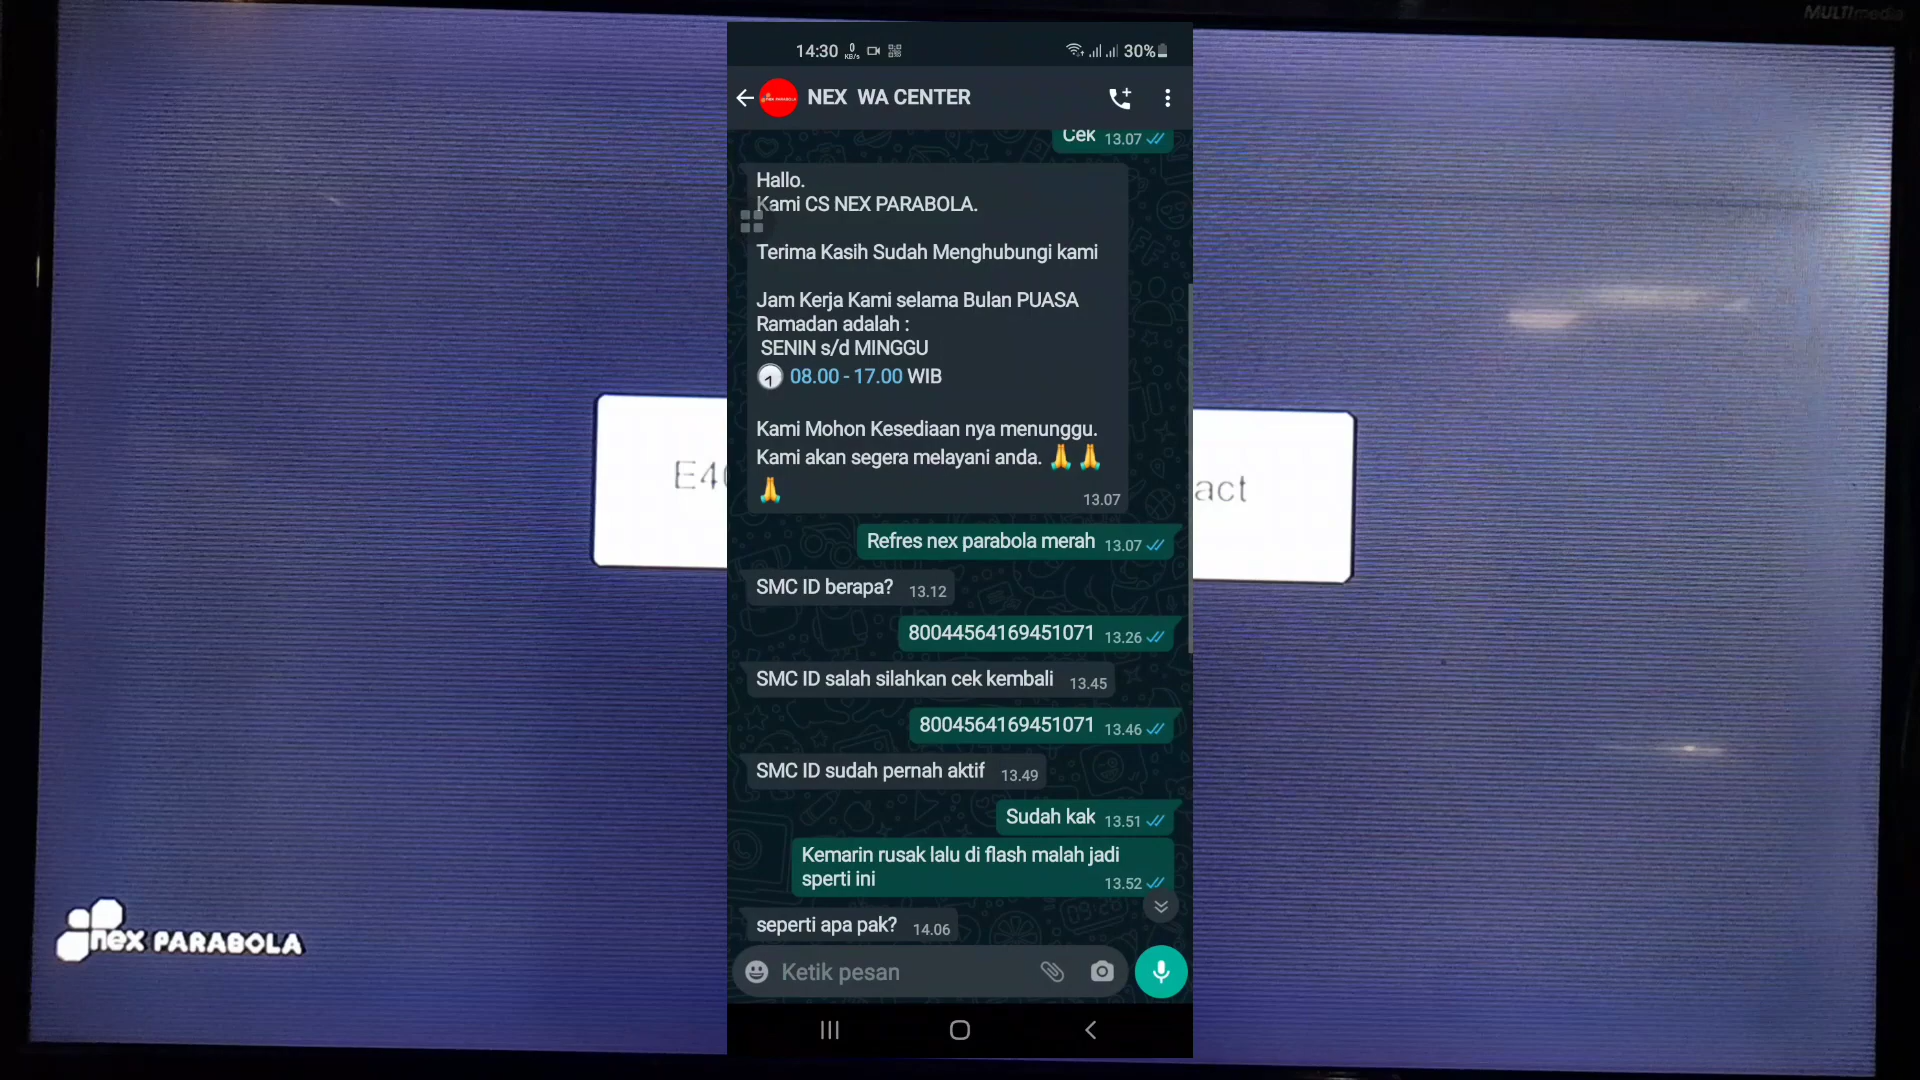 MULTImedia
14:30
0
KB/s
30%
NEX WA CENTER
Cek 13.07
Hallo.
Kami CS NEX PARABOLA.
Terima Kasih Sudah Menghubungi kami
Jam Kerja Kami selama Bulan PUASA
Ramadan adalah :
SENIN s/d MINGGU
08.00 - 17.00 WIB
Kami Mohon Kesediaan nya menunggu.
Kami akan segera melayani anda. 🙏 🙏
🙏 13.07
E40
act
Refres nex parabola merah 13.07
SMC ID berapa? 13.12
80044564169451071 13.26
SMC ID salah silahkan cek kembali 13.45
8004564169451071 13.46
SMC ID sudah pernah aktif 13.49
Sudah kak 13.51
Kemarin rusak lalu di flash malah jadi
sperti ini 13.52
seperti apa pak? 14.06
nex PARABOLA
Ketik pesan